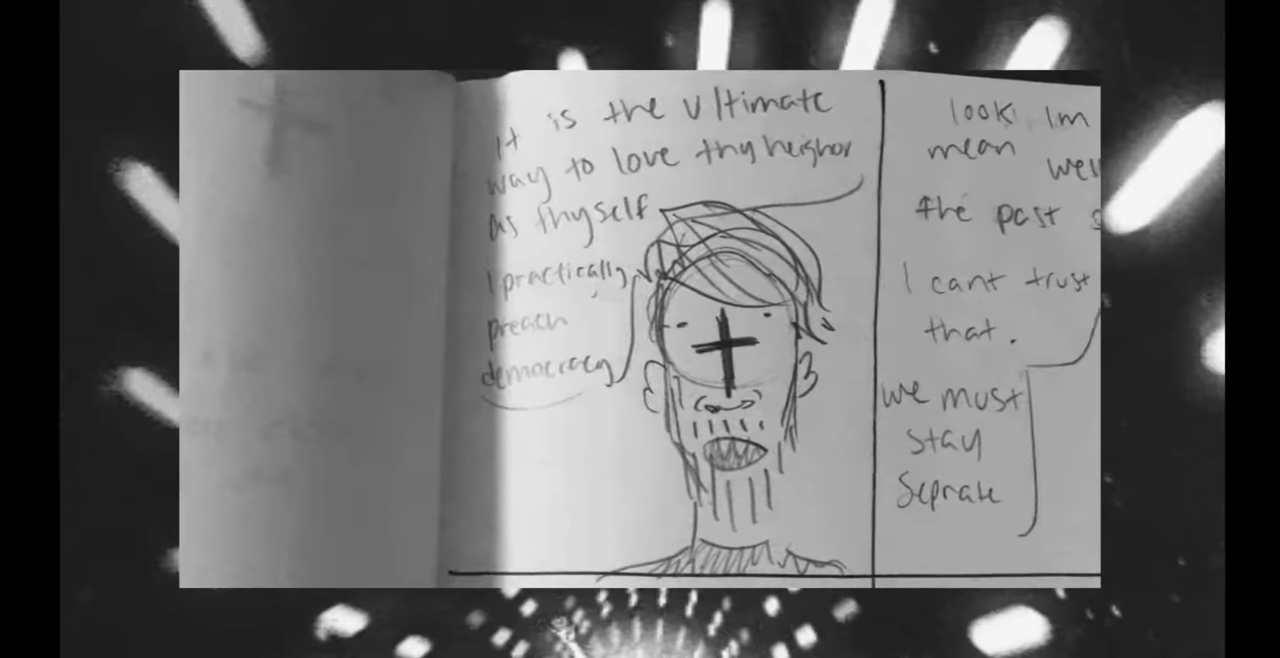 It is the ultimate
way to love thy neighbor
as thyself
I practically
preach
democracy
look Im
mean
the past
I cant trust
that.
we must
stay
Seprate